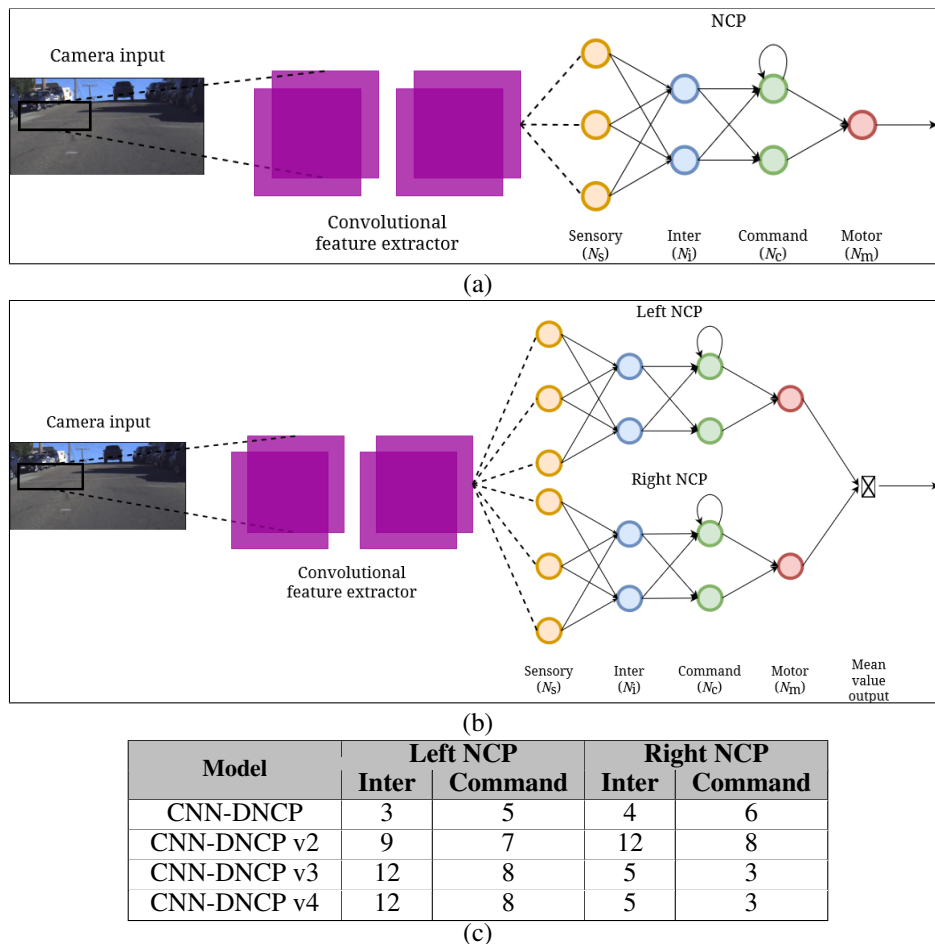 NCP
Camera input
Convolutional
feature extractor
Sensory
(Ns)
Inter
(Ni)
Command
(Nc)
Motor
(Nm)
(a)
Left NCP
Camera input
Right NCP
Convolutional
feature extractor
Sensory
(Ns)
Inter
(Ni)
Command
(Nc)
Motor
(Nm)
Mean
value
output
(b)
Model Left NCP Right NCP
Inter Command Inter Command
CNN-DNCP 3 5 4 6
CNN-DNCP v2 9 7 12 8
CNN-DNCP v3 12 8 5 3
CNN-DNCP v4 12 8 5 3
(c)